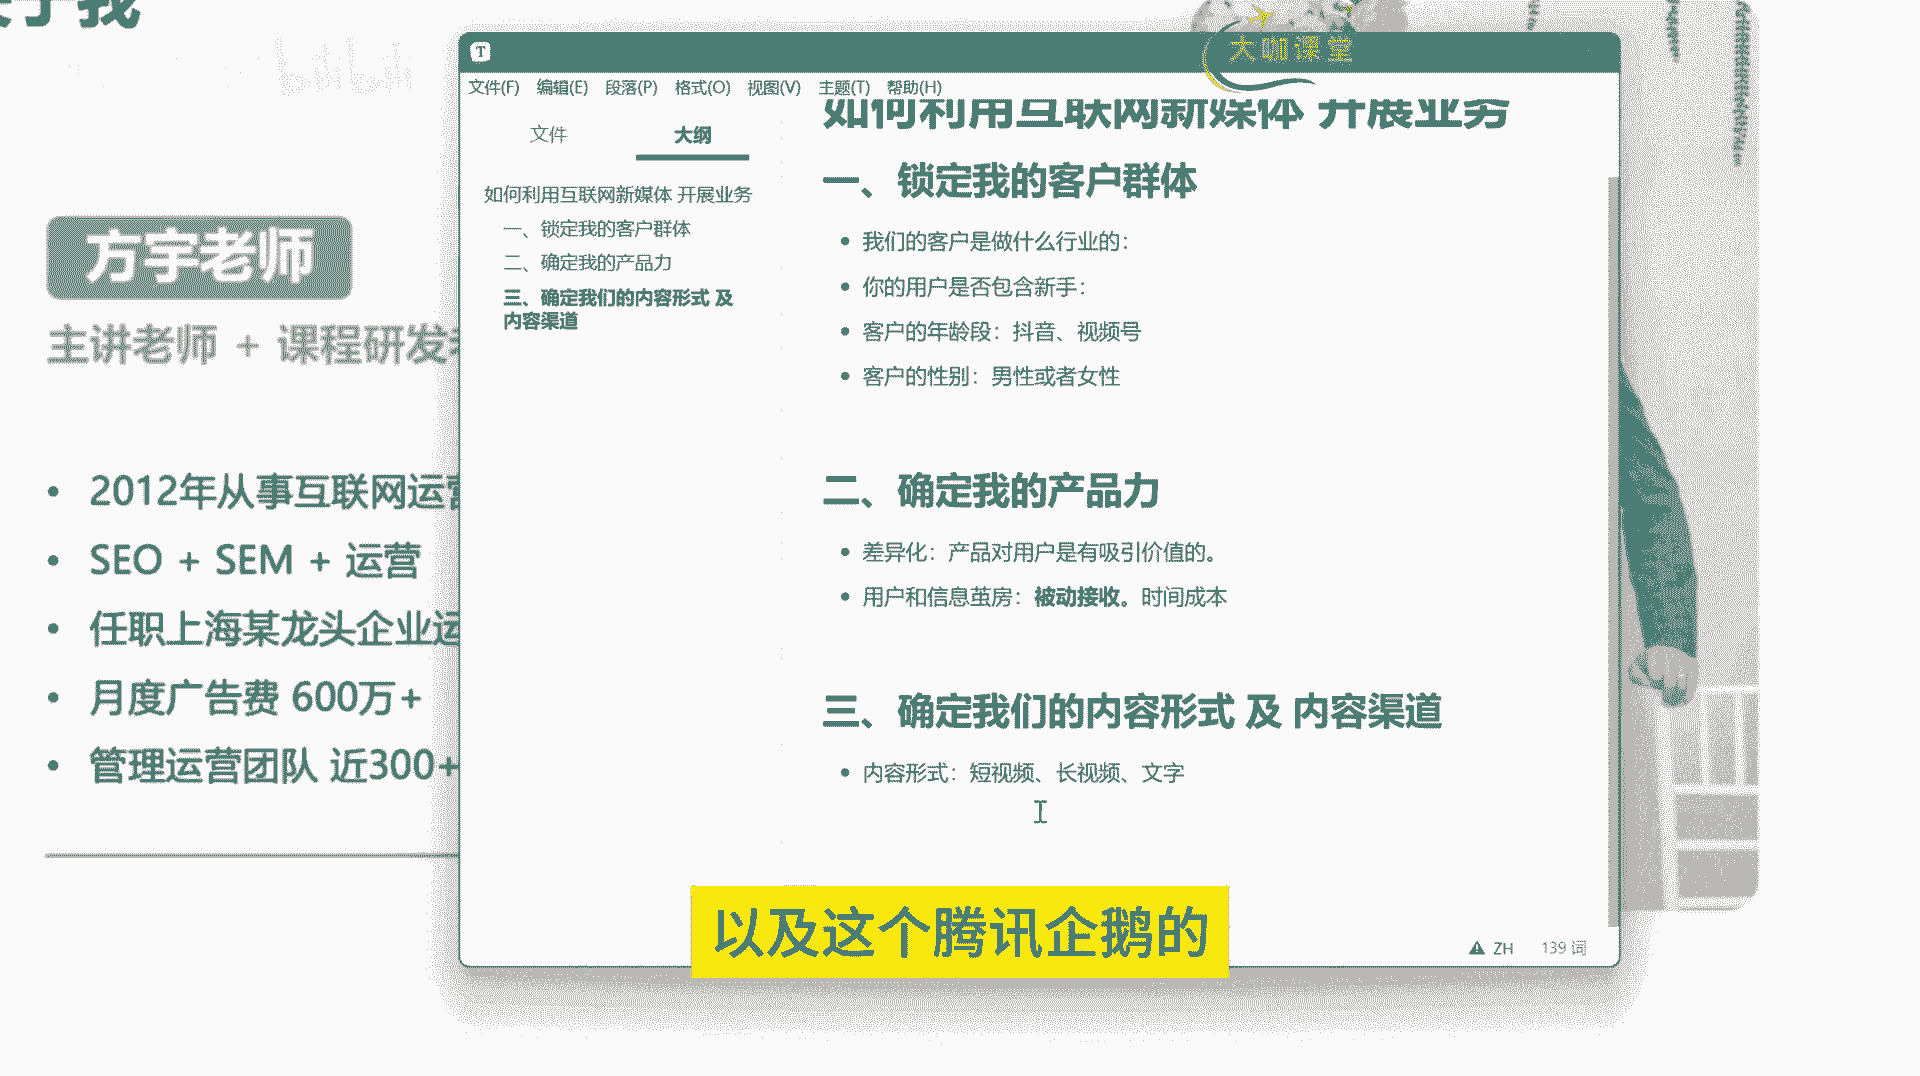 关于我
bilibili
大咖课堂
T
文件(F) 编辑(E) 段落(P) 格式(O) 视图(V) 主题(T) 帮助(H)
文件 大纲
如何利用互联网新媒体 开展业务
一、锁定我的客户群体
二、确定我的产品力
三、确定我们的内容形式 及
内容渠道
如何利用互联网新媒体 开展业务
一、锁定我的客户群体
我们的客户是做什么行业的：
你的用户是否包含新手：
客户的年龄段：抖音、视频号
客户的性别：男性或者女性
二、确定我的产品力
差异化：产品对用户是有吸引价值的。
用户和信息茧房：被动接收。时间成本
三、确定我们的内容形式 及 内容渠道
内容形式：短视频、长视频、文字
ZH 139 词
方宇老师
主讲老师 + 课程研发
2012年从事互联网运营
SEO + SEM + 运营
任职上海某龙头企业运
月度广告费 600万+
管理运营团队 近300+
以及这个腾讯企鹅的